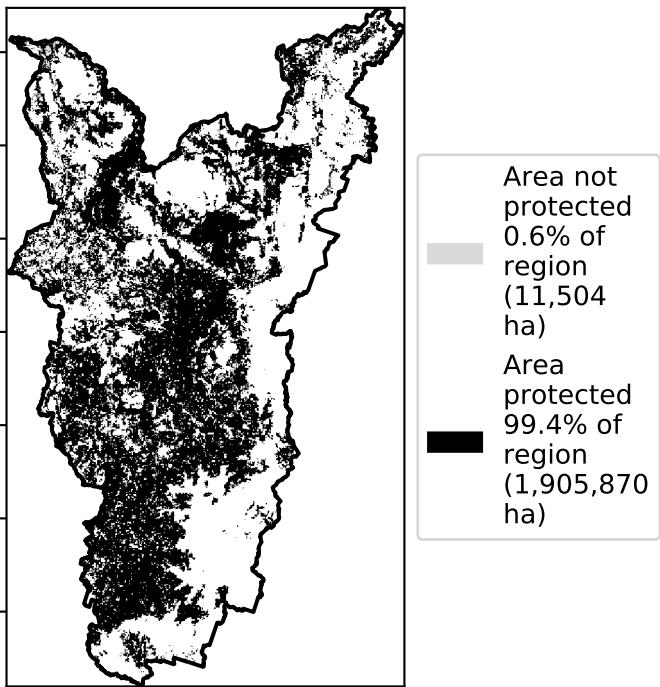 Area not
protected
0.6% of
region
(11,504
ha)
Area
protected
99.4% of
region
(1,905,870
ha)